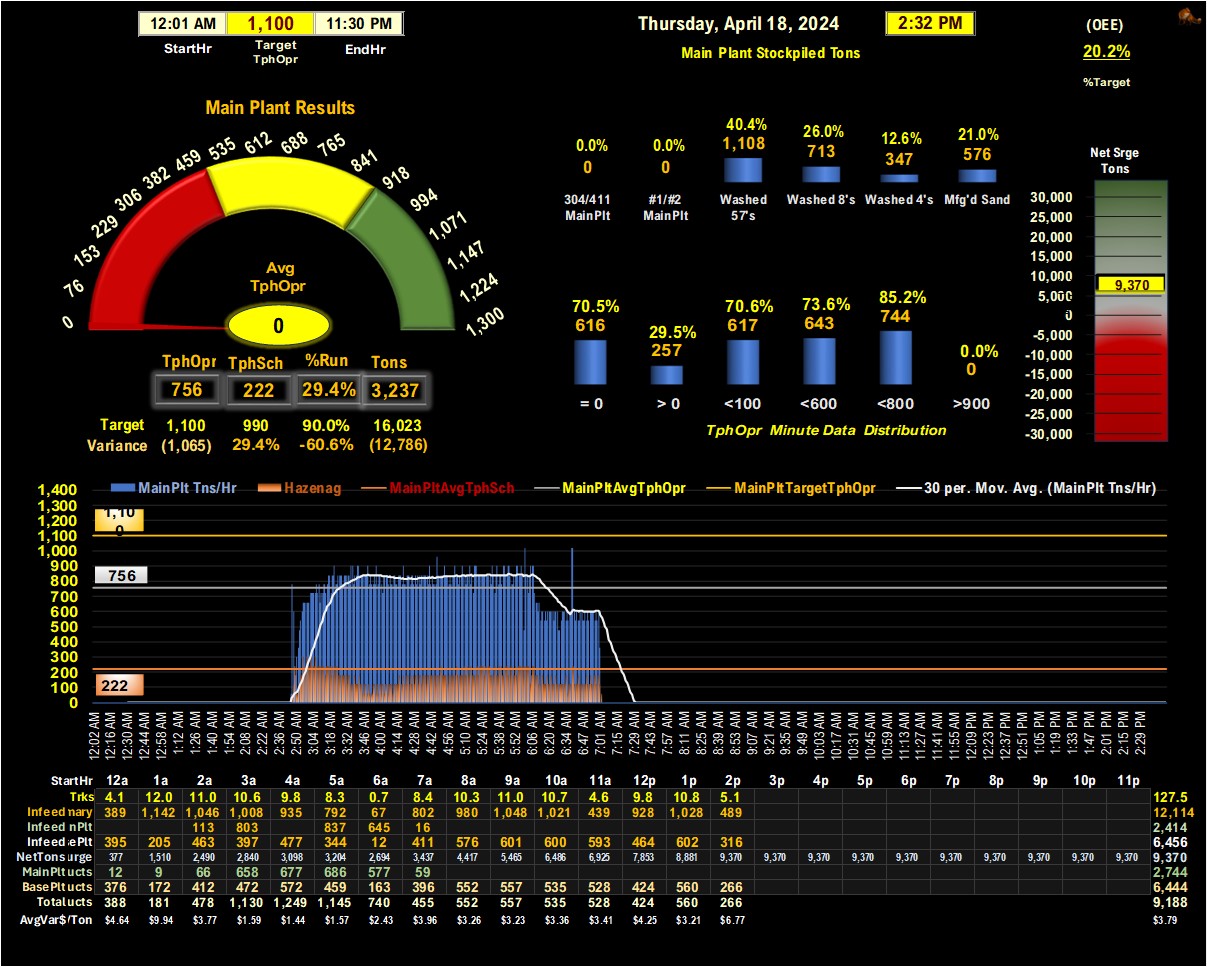 12:01 AM 1,100 11:30 PM
StartHr Target TphOpr EndHr
Thursday, April 18, 2024 2:32 PM
Main Plant Stockpiled Tons
(OEE)
20.2%
%Target
Main Plant Results
0 76 153 229 306 382 459 535 612 688 765 841 918 994 1,071 1,147 1,224 1,300
Avg
TphOpr
0
TphOpr TphSch %Run Tons
756 222 29.4% 3,237
Target 1,100 990 90.0% 16,023
Variance (1,065) 29.4% -60.6% (12,786)
0.0% 0.0% 40.4% 26.0% 12.6% 21.0%
0 0 1,108 713 347 576
304/411 MainPlt #1/#2 MainPlt Washed 57's Washed 8's Washed 4's Mfg'd Sand
70.5% 29.5% 70.6% 73.6% 85.2% 0.0%
616 257 617 643 744 0
= 0 > 0 <100 <600 <800 >900
TphOpr Minute Data Distribution
Net Srge
Tons
30,000
25,000
20,000
15,000
10,000
9,370
5,000
0
-5,000
-10,000
-15,000
-20,000
-25,000
-30,000
MainPlt Tns/Hr Hazenag MainPltAvgTphSch MainPltAvgTphOpr MainPltTargetTphOpr 30 per. Mov. Avg. (MainPlt Tns/Hr)
1,400
1,300
1,200
1,100
1,000
900
800
700
600
500
400
300
200
100
0
1,10
0
756
222
12:02 AM 12:16 AM 12:30 AM 12:44 AM 12:58 AM 1:12 AM 1:26 AM 1:40 AM 1:54 AM 2:08 AM 2:22 AM 2:36 AM 2:50 AM 3:04 AM 3:18 AM 3:32 AM 3:46 AM 4:00 AM 4:14 AM 4:28 AM 4:42 AM 4:56 AM 5:10 AM 5:24 AM 5:38 AM 5:52 AM 6:06 AM 6:20 AM 6:34 AM 6:47 AM 7:01 AM 7:15 AM 7:29 AM 7:43 AM 7:57 AM 8:11 AM 8:25 AM 8:39 AM 8:53 AM 9:07 AM 9:21 AM 9:35 AM 9:49 AM 10:03 AM 10:17 AM 10:31 AM 10:45 AM 10:59 AM 11:13 AM 11:27 AM 11:41 AM 11:55 AM 12:09 PM 12:23 PM 12:37 PM 12:51 PM 1:05 PM 1:19 PM 1:33 PM 1:47 PM 2:01 PM 2:15 PM 2:29 PM
StartHr 12a 1a 2a 3a 4a 5a 6a 7a 8a 9a 10a 11a 12p 1p 2p 3p 4p 5p 6p 7p 8p 9p 10p 11p
Trks 4.1 12.0 11.0 10.6 9.8 8.3 0.7 8.4 10.3 11.0 10.7 4.6 9.8 10.8 5.1 127.5
Infeed mary 389 1,142 1,046 1,008 935 792 67 802 980 1,048 1,021 439 928 1,028 489 12,114
Infeed nPlt 113 803 837 645 16 2,414
Infeed ePlt 395 205 463 397 477 344 12 411 576 601 600 593 464 602 316 6,456
NetTons urge 377 1,510 2,490 2,840 3,098 3,204 2,694 3,437 4,417 5,465 6,486 6,925 7,853 8,881 9,370 9,370 9,370 9,370 9,370 9,370 9,370 9,370 9,370 9,370 9,370
MainPlt ucts 12 9 66 658 677 686 577 59 2,744
BasePlt ucts 376 172 412 472 572 459 163 396 552 557 535 528 424 560 266 6,444
Total ucts 388 181 478 1,130 1,249 1,145 740 455 552 557 535 528 424 560 266 9,188
AvgVar$/Ton $4.64 $9.94 $3.77 $1.59 $1.44 $1.57 $2.43 $3.96 $3.26 $3.23 $3.36 $3.41 $4.25 $3.21 $6.77 $3.79